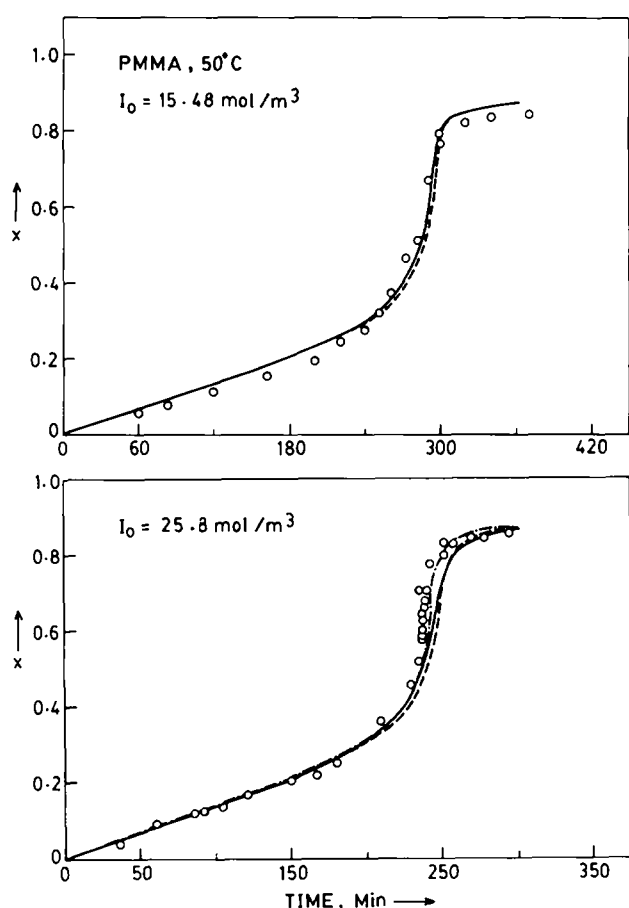 1.0
PMMA, 50°C
I₀ = 15·48 mol/m³
0.8
0.6
x →
0.4
0.2
0
0 60 180 300 420
1.0
I₀ = 25·8 mol/m³
0.8
0.6
x →
0.4
0.2
0
0 50 150 250 350
TIME, Min →